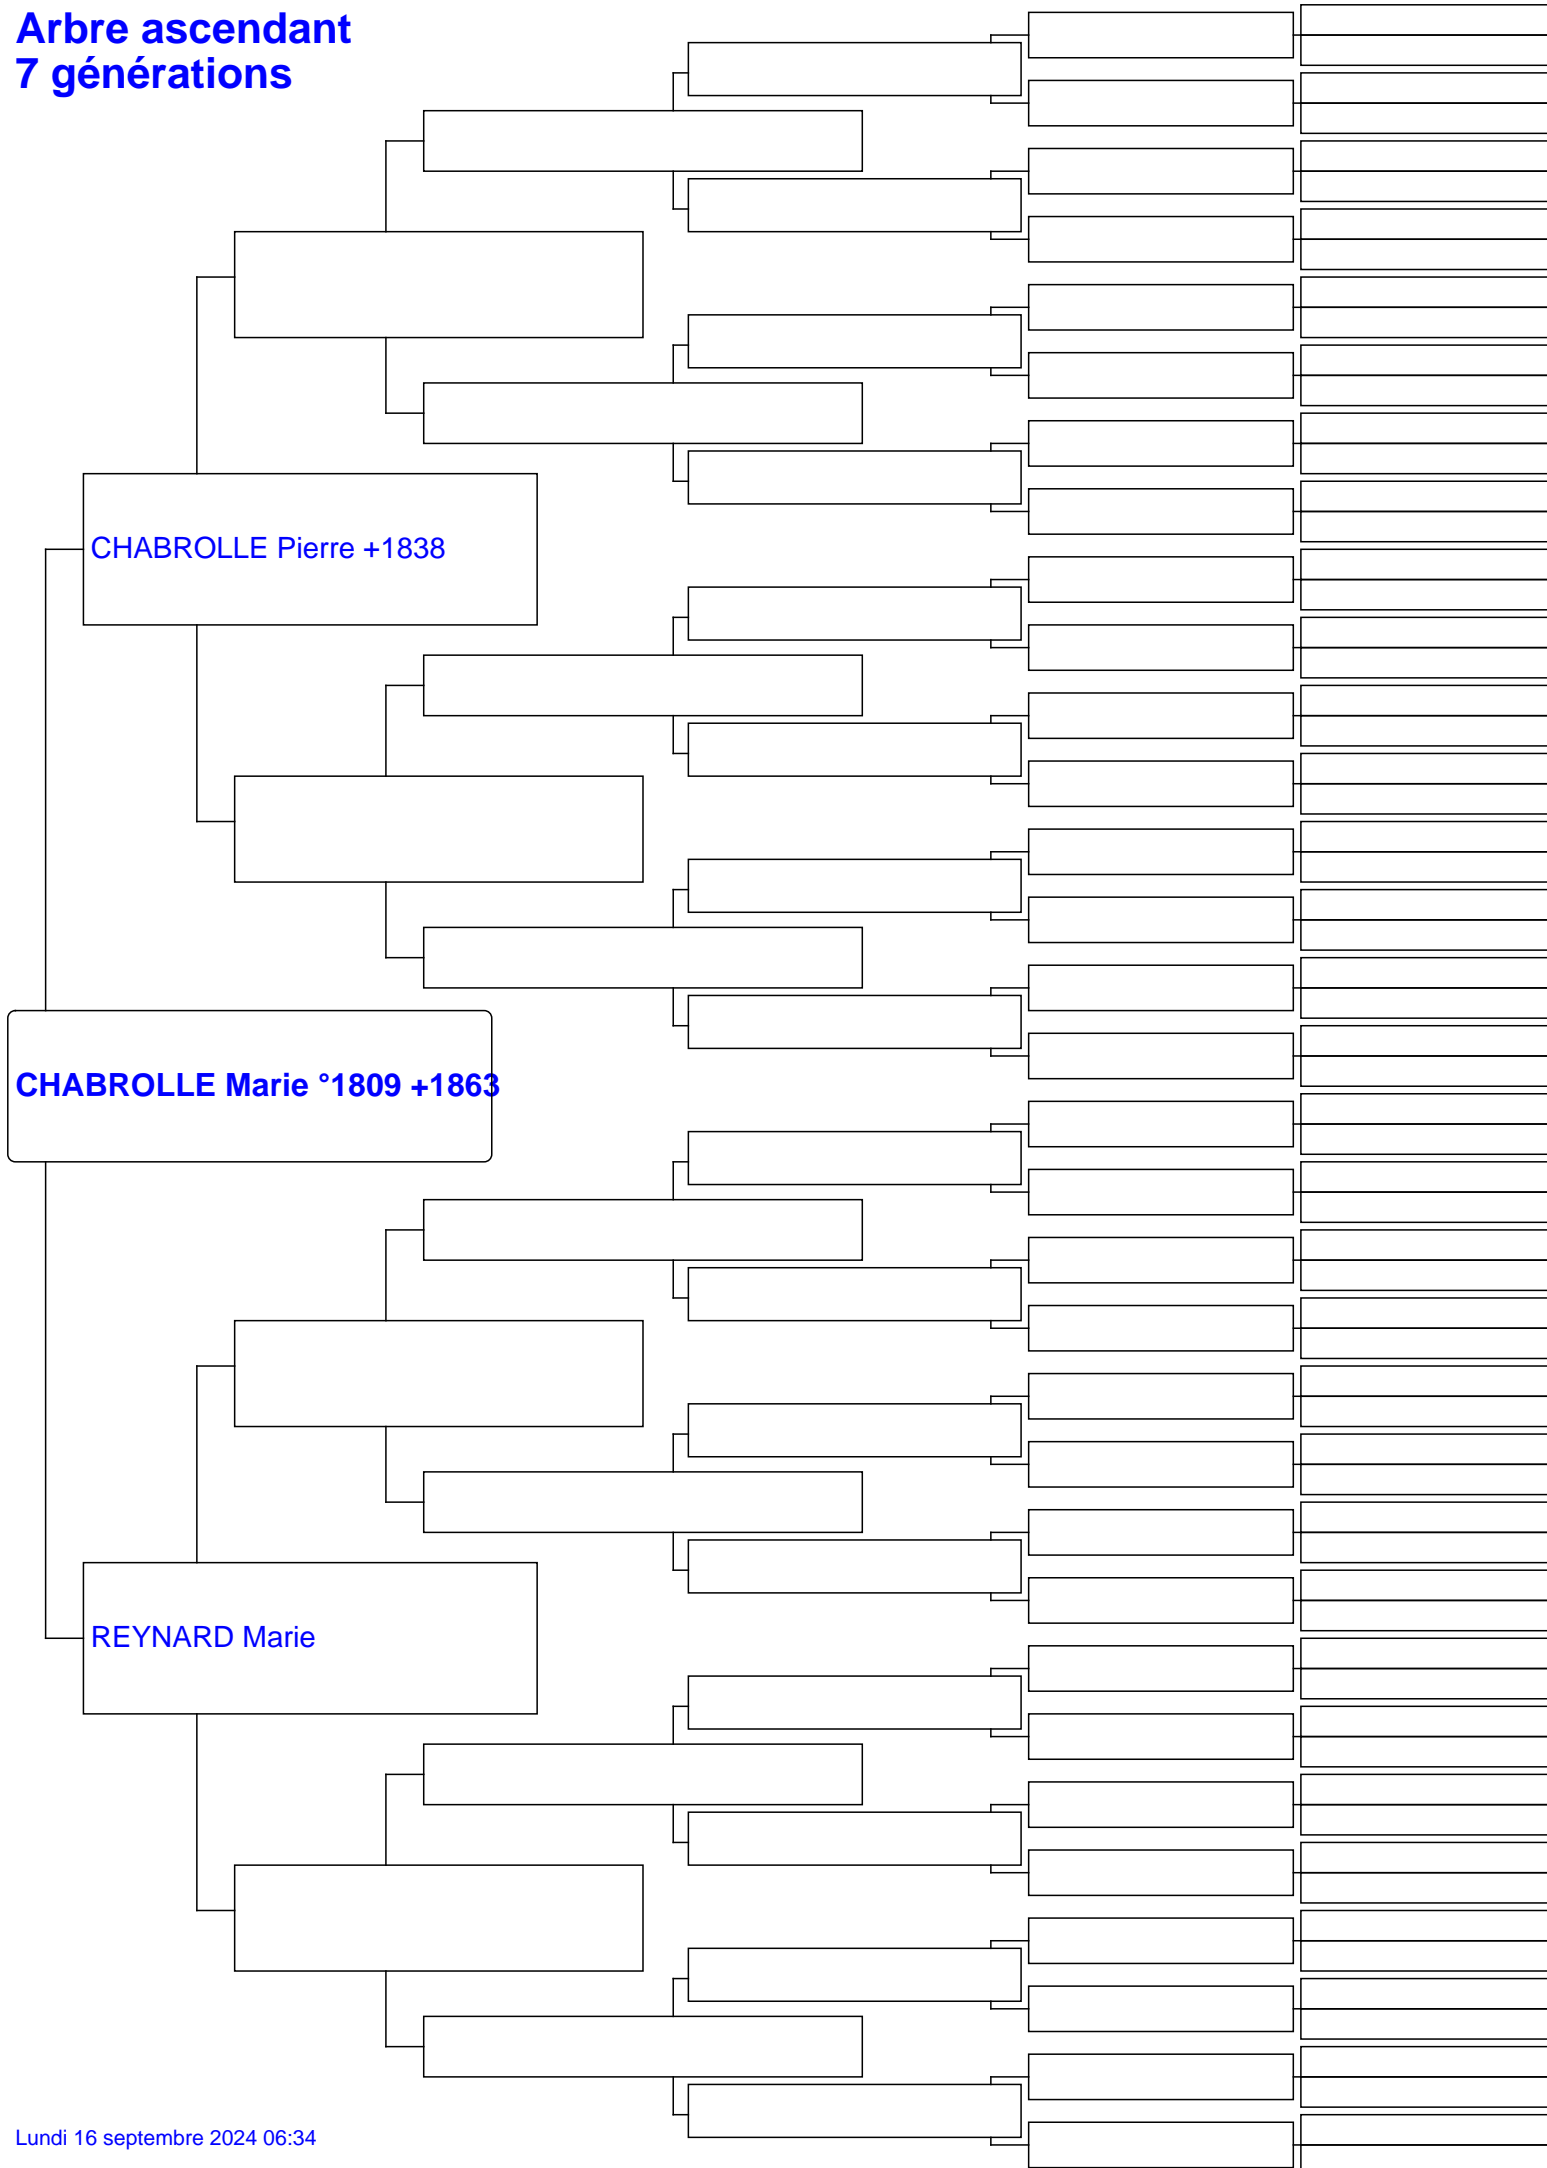 Arbre ascendant
7 générations
CHABROLLE Pierre +1838
CHABROLLE Marie °1809 +1863
REYNARD Marie
Lundi 16 septembre 2024 06:34